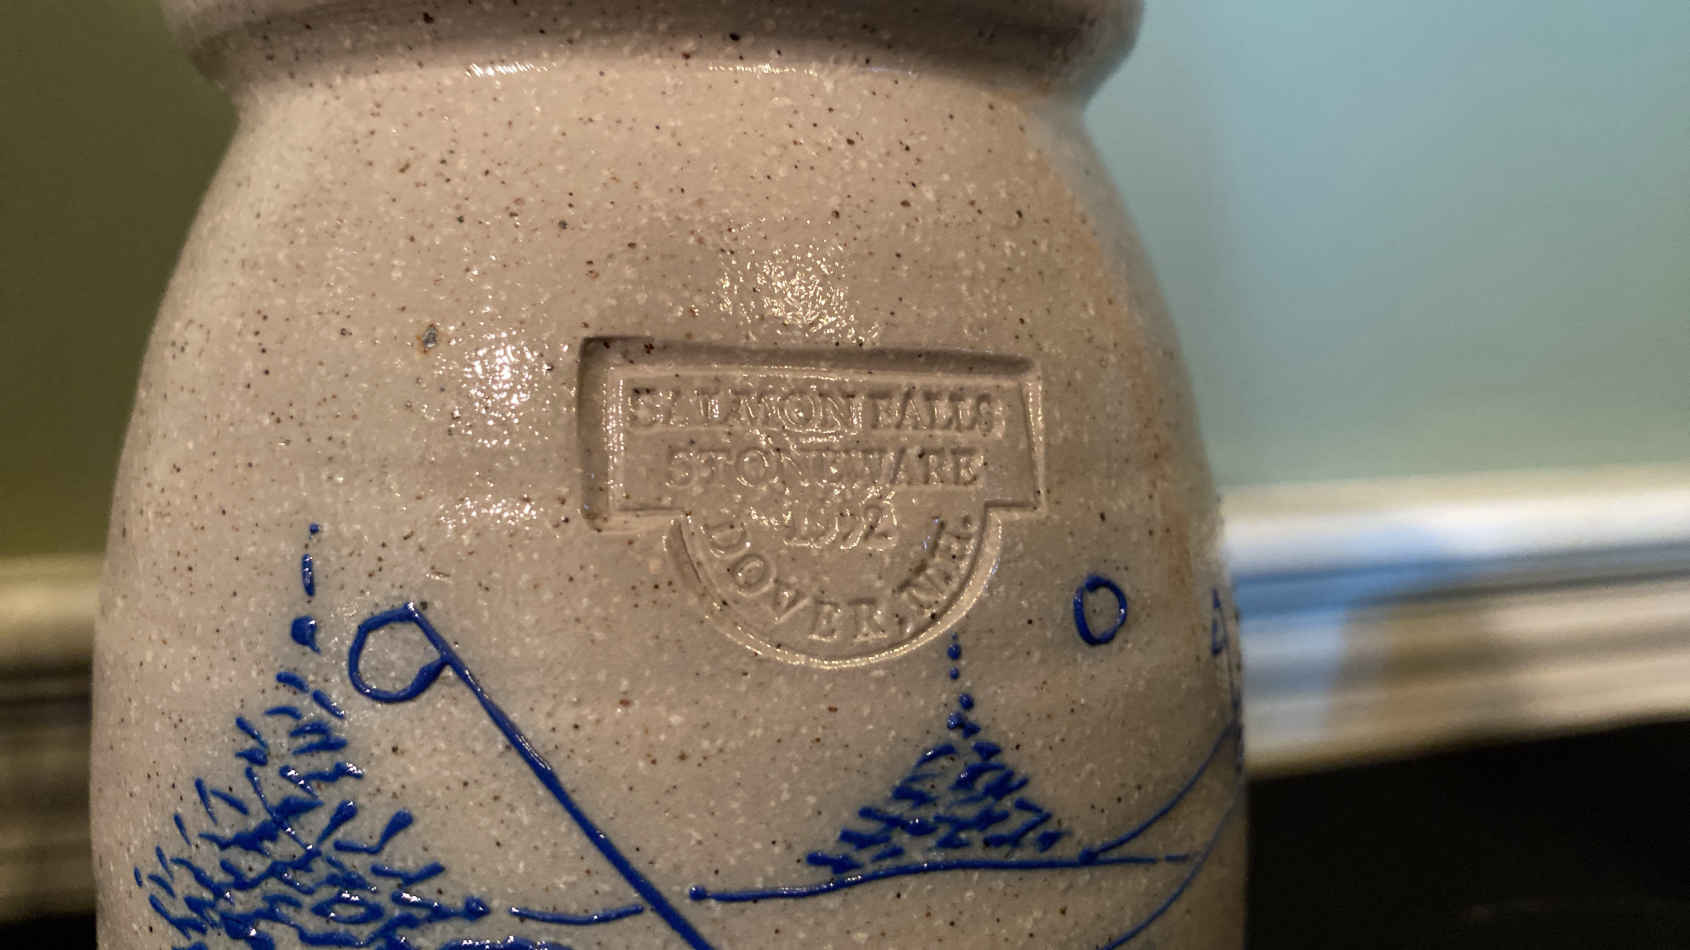 SALMON FALLS
STONEWARE
1992
DOVER, N.H.